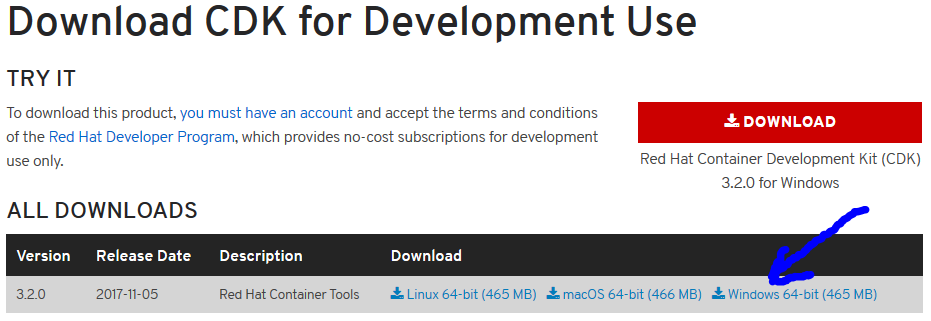 Download CDK for Development Use
TRY IT
To download this product, you must have an account and accept the terms and conditions
of the Red Hat Developer Program, which provides no-cost subscriptions for development
use only.
DOWNLOAD
Red Hat Container Development Kit (CDK)
3.2.0 for Windows
ALL DOWNLOADS
Version Release Date Description Download
3.2.0 2017-11-05 Red Hat Container Tools Linux 64-bit (465 MB) macOS 64-bit (466 MB) Windows 64-bit (465 MB)